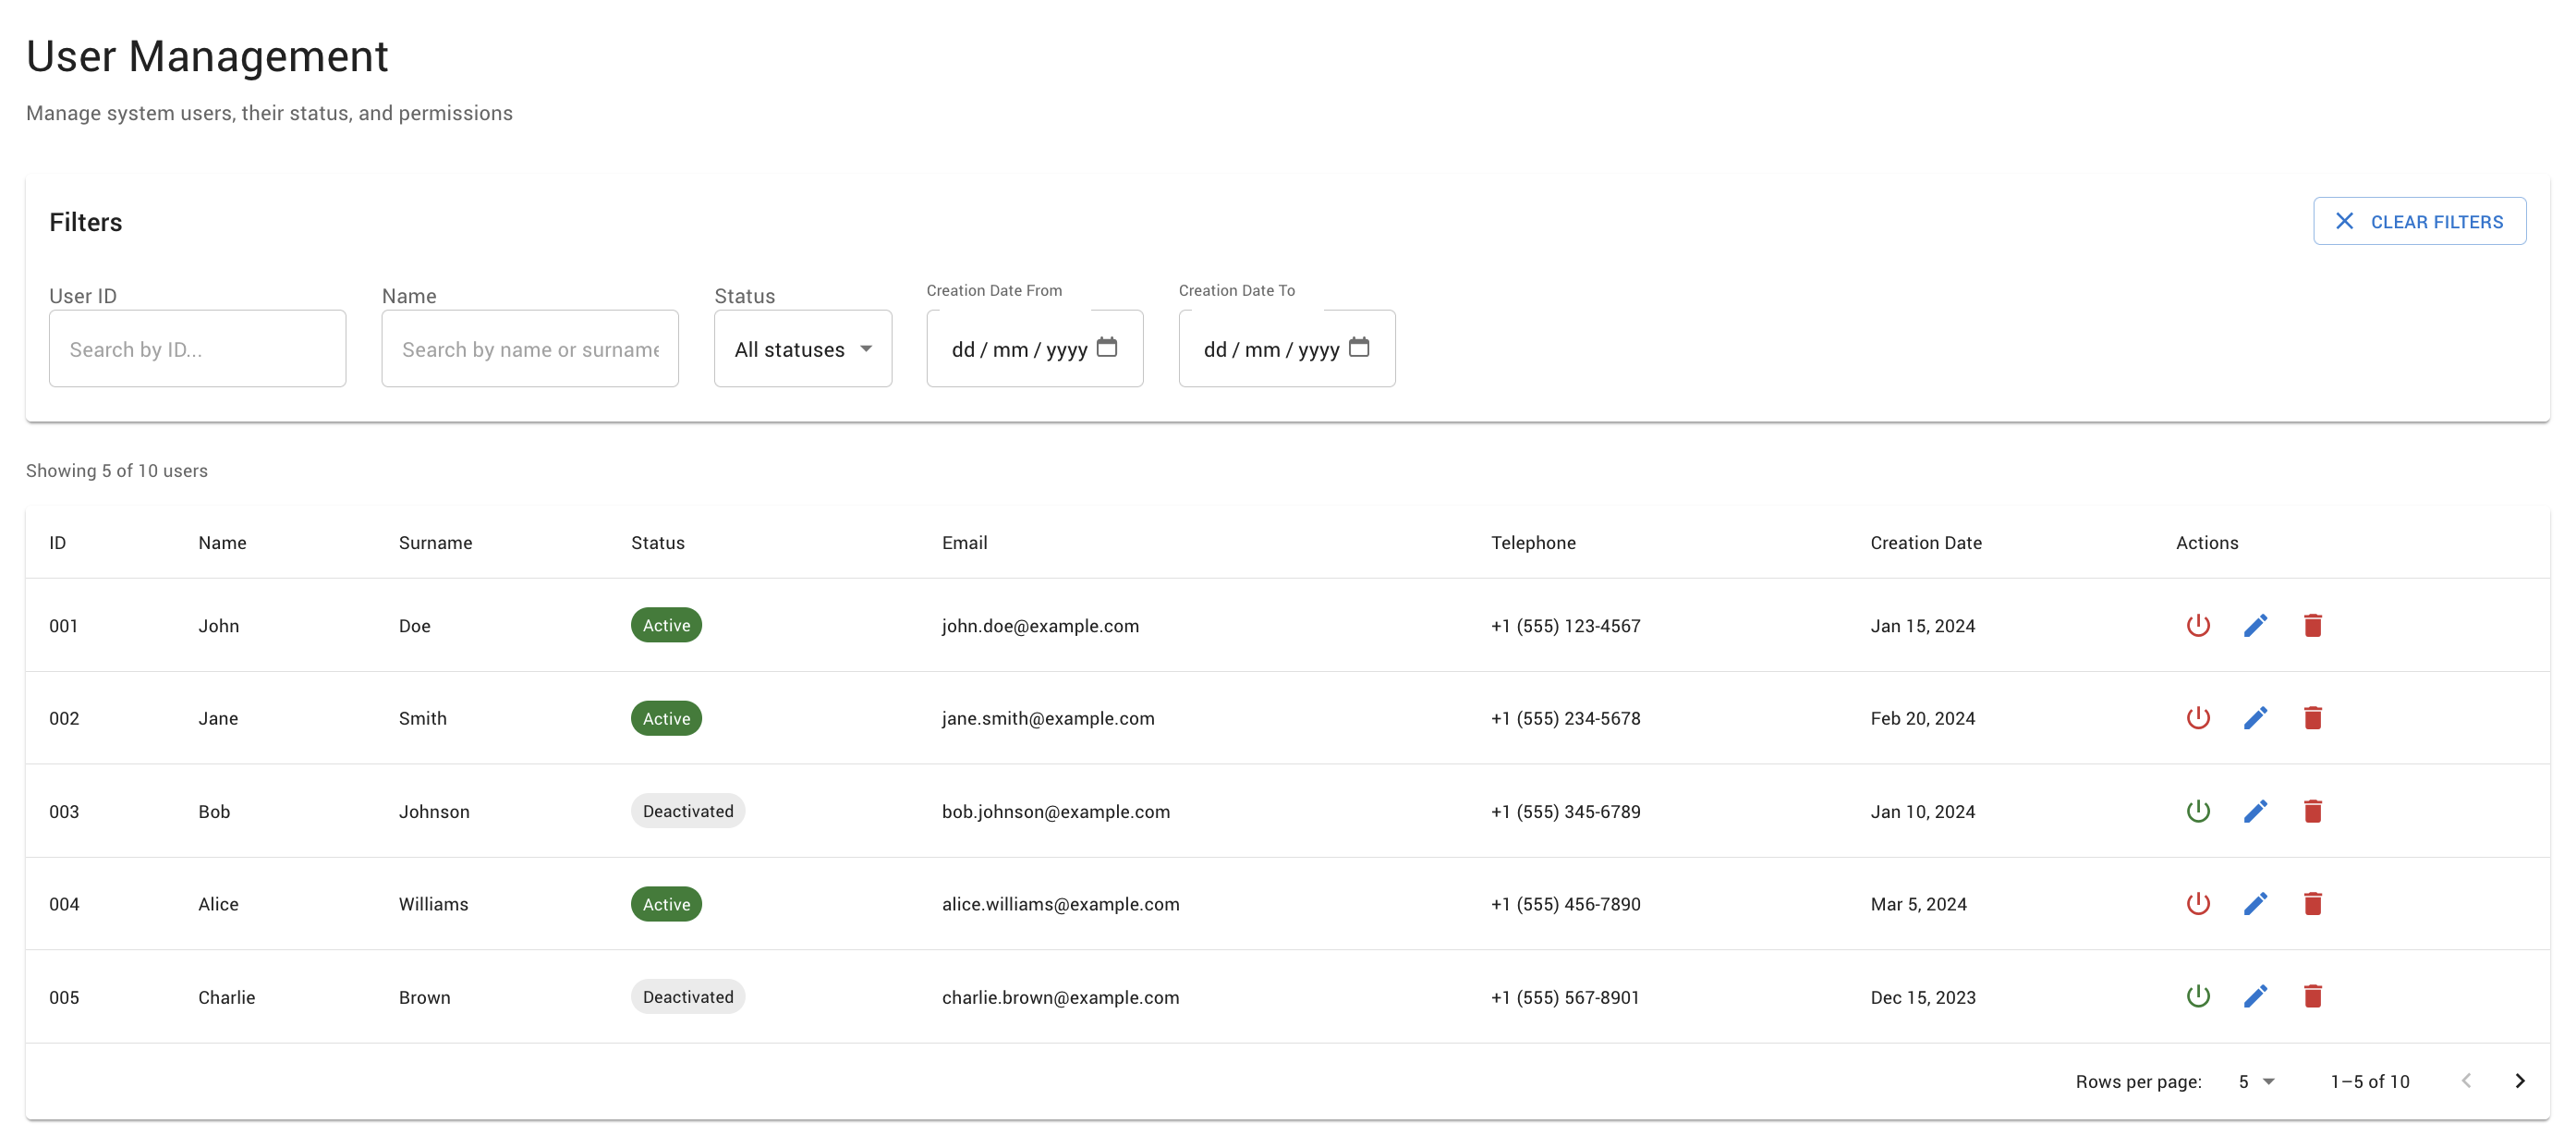 User Management
Manage system users, their status, and permissions
Filters
CLEAR FILTERS
User ID Name Status Creation Date From Creation Date To
Search by ID... Search by name or surname All statuses dd / mm / yyyy dd / mm / yyyy
Showing 5 of 10 users
ID Name Surname Status Email Telephone Creation Date Actions
001 John Doe Active john.doe@example.com +1 (555) 123-4567 Jan 15, 2024
002 Jane Smith Active jane.smith@example.com +1 (555) 234-5678 Feb 20, 2024
003 Bob Johnson Deactivated bob.johnson@example.com +1 (555) 345-6789 Jan 10, 2024
004 Alice Williams Active alice.williams@example.com +1 (555) 456-7890 Mar 5, 2024
005 Charlie Brown Deactivated charlie.brown@example.com +1 (555) 567-8901 Dec 15, 2023
Rows per page: 5 1–5 of 10